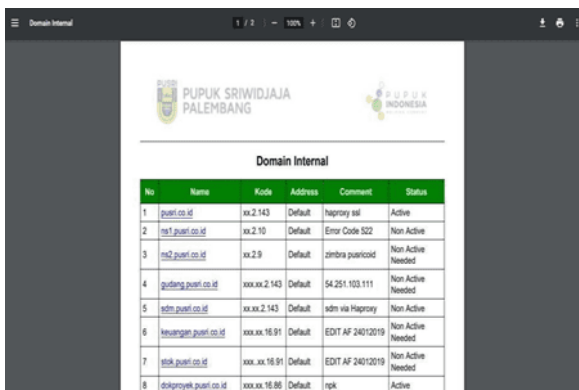 Domain Internal
1 / 2
100%
PUSRI
PUPUK SRIWIDJAJA
PALEMBANG
PUPUK
INDONESIA
Domain Internal
No Name Kode Address Comment Status
1 pusri.co.id xx.2.143 Default haproxy ssl Active
2 ns1.pusri.co.id xx.2.10 Default Error Code 522 Non Active
3 ns2.pusri.co.id xx.2.9 Default zimbra pusricoid Non Active Needed
4 gudang.pusri.co.id xxx.xx.2.143 Default 54.251.103.111 Non Active Needed
5 sdm.pusri.co.id xx.xx.2.143 Default sdm via Haproxy Non Active
6 keuangan.pusri.co.id xxx.xx.16.91 Default EDIT AF 24012019 Non Active Needed
7 stok.pusri.co.id xxx..xx.16.91 Default EDIT AF 24012019 Non Active Needed
8 dokproyek.pusri.co.id xxx.xx.16.86 Default npk Active